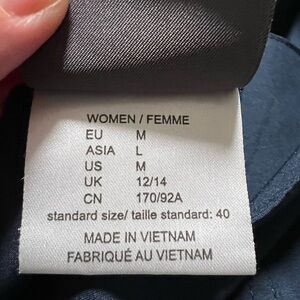 WOMEN / FEMME
EU M
ASIA L
US M
UK 12/14
CN 170/92A
standard size/ taille standard: 40
MADE IN VIETNAM
FABRIQUÉ AU VIETNAM